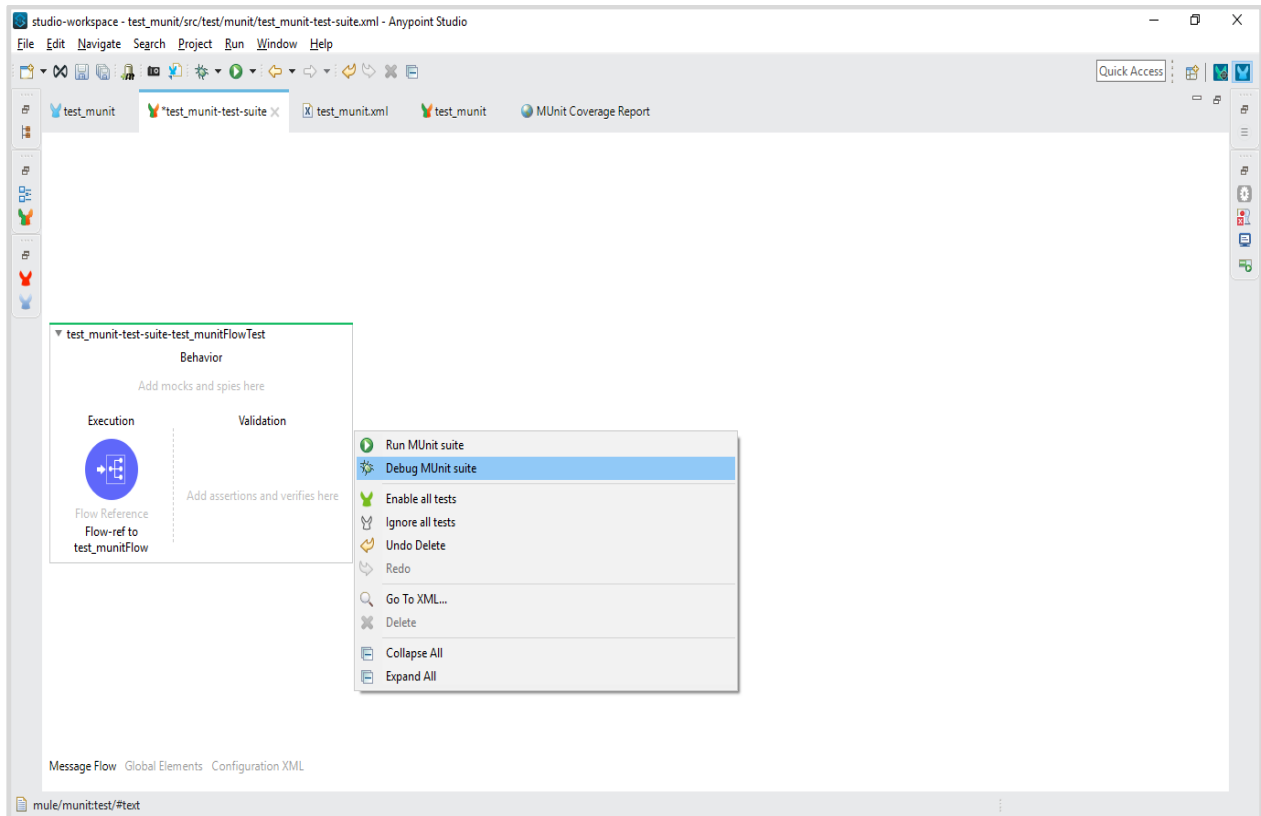 studio-workspace - test_munit/src/test/munit/test_munit-test-suite.xml - Anypoint Studio
File Edit Navigate Search Project Run Window Help
Quick Access
test_munit *test_munit-test-suite test_munit.xml test_munit MUnit Coverage Report
test_munit-test-suite-test_munitFlowTest
Behavior
Add mocks and spies here
Execution Validation
Add assertions and verifies here
Flow Reference
Flow-ref to
test_munitFlow
Run MUnit suite
Debug MUnit suite
Enable all tests
Ignore all tests
Undo Delete
Redo
Go To XML...
Delete
Collapse All
Expand All
Message Flow Global Elements Configuration XML
mule/munit:test/#text